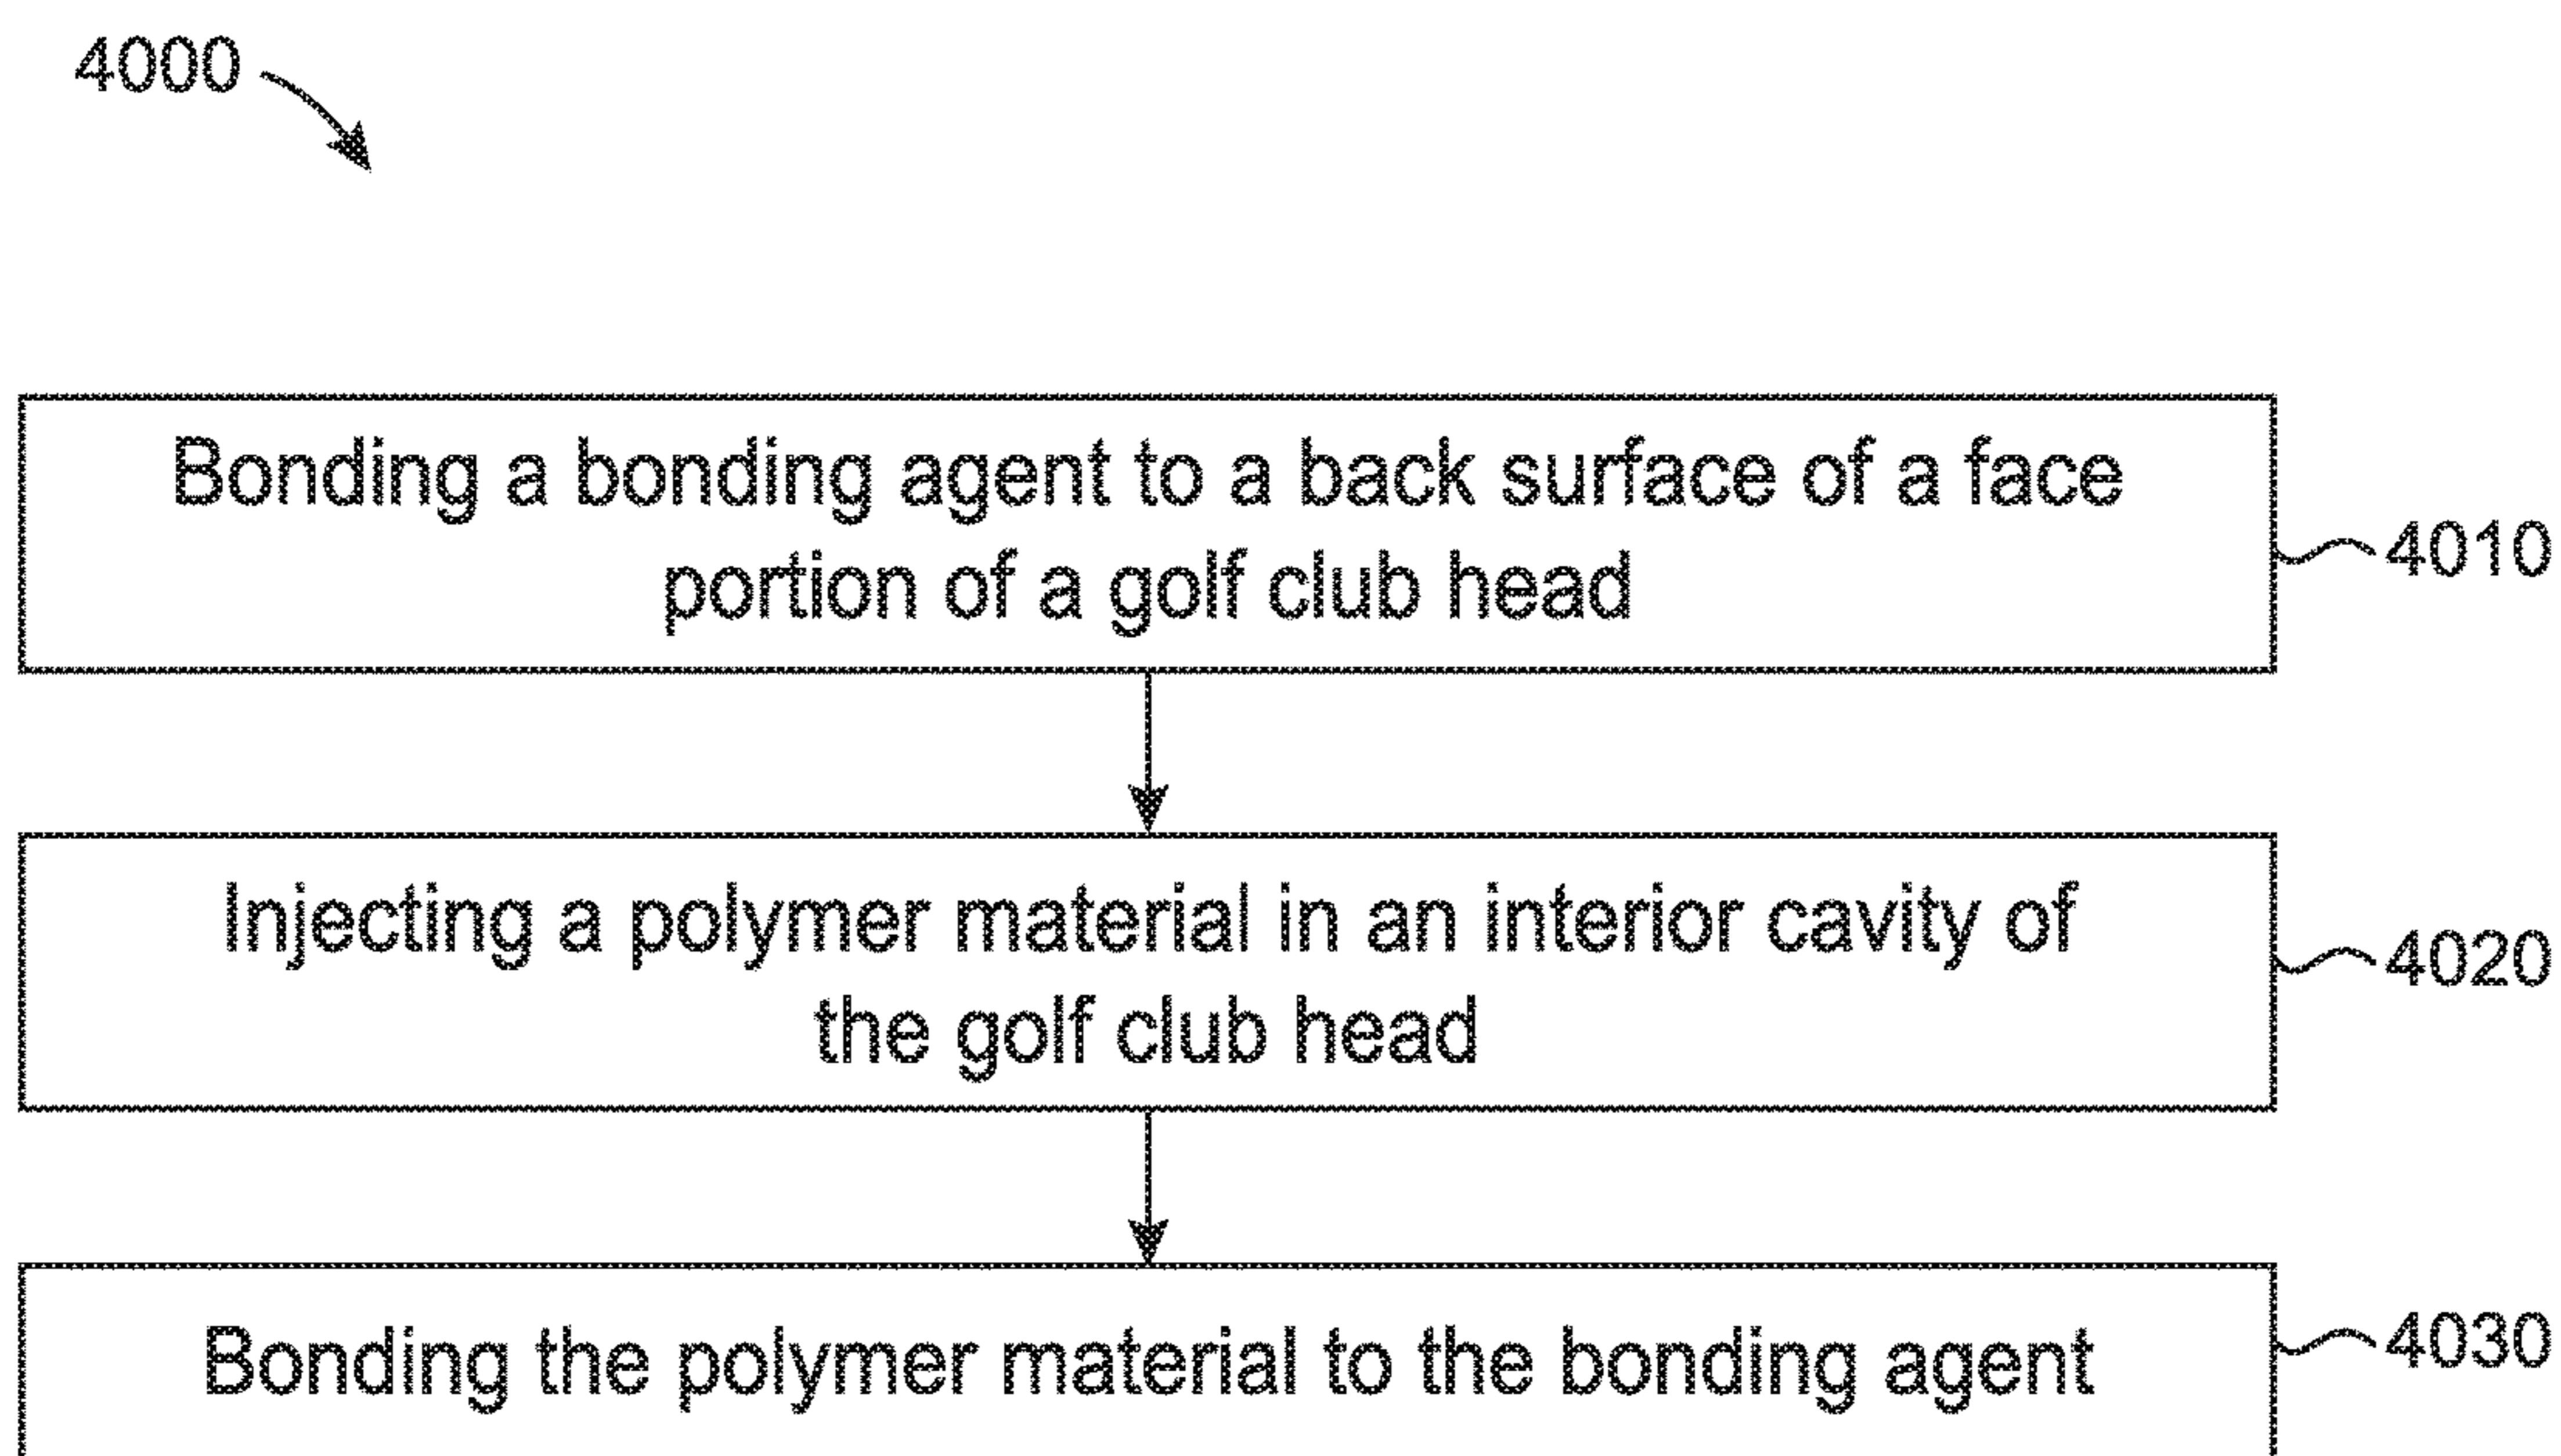 4000
Bonding a bonding agent to a back surface of a face
portion of a golf club head
4010
Injecting a polymer material in an interior cavity of
the golf club head
4020
Bonding the polymer material to the bonding agent
4030